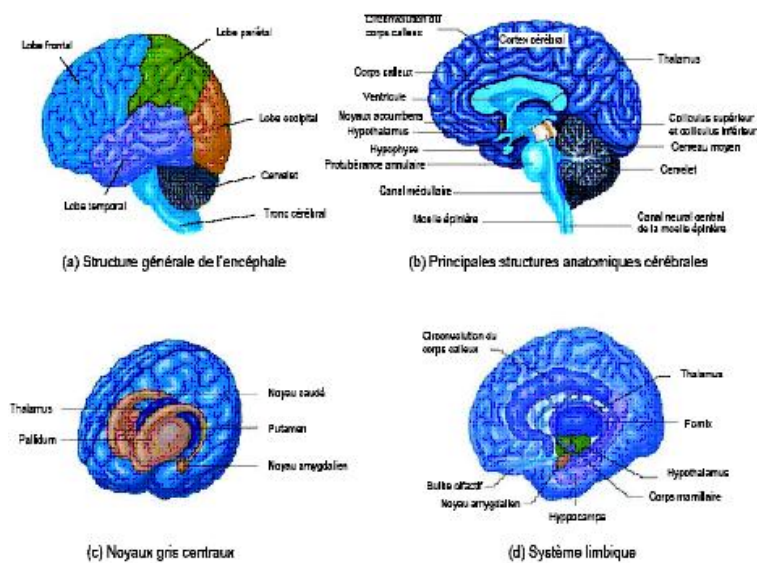 Lobe pariétal
Lobe frontal
Lobe occipital
Cervelet
Lobe temporal
Tronc cérébral
(a) Structure générale de l'encéphale
Circonvolution du
corps calleux
Cortex cérébral
Thalamus
Corps calleux
Ventricule
Noyaux accumbens
Hypothalamus
Hypophyse
Protubérance annulaire
Colliculus supérieur
et colliculus inférieur
Cerveau moyen
Cervelet
Canal médullaire
Moelle épinière
Canal neural central
de la moelle épinière
(b) Principales structures anatomiques cérébrales
Noyau caudé
Thalamus
Putamen
Pallidum
Noyau amygdalien
(c) Noyaux gris centraux
Circonvolution du
corps calleux
Thalamus
Fornix
Hypothalamus
Bulbe olfactif
Corps mamillaire
Noyau amygdalien
Hyppocampe
(d) Système limbique